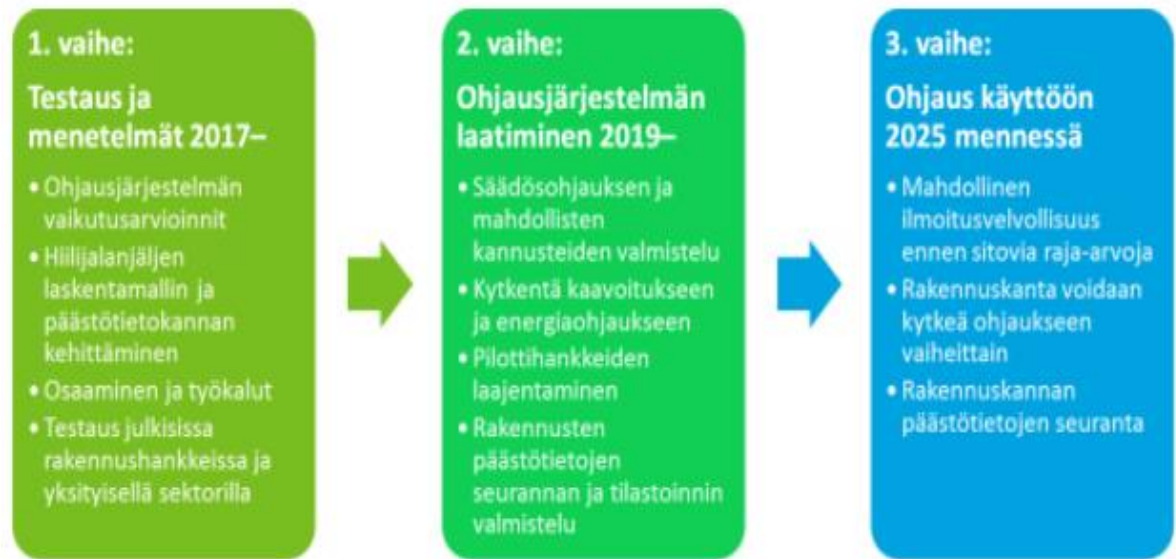 1. vaihe:
Testaus ja
menetelmät 2017–
• Ohjausjärjestelmän
vaikutusarvioinnit
• Hiilijalanjäljen
laskentamallin ja
päästötietokannan
kehittäminen
• Osaaminen ja työkalut
• Testaus julkisissa
rakennushankkeissa ja
yksityisellä sektorilla
2. vaihe:
Ohjausjärjestelmän
laatiminen 2019–
• Säädösohjauksen ja
mahdollisten
kannusteiden valmistelu
• Kytkentä kaavoitukseen
ja energiaohjaukseen
• Pilottihankkeiden
laajentaminen
• Rakennusten
päästötietojen
seurannan ja tilastoinnin
valmistelu
3. vaihe:
Ohjaus käyttöön
2025 mennessä
• Mahdollinen
ilmoitusvelvollisuus
ennen sitovia raja-arvoja
• Rakennuskanta voidaan
kytkeä ohjaukseen
vaiheittain
• Rakennuskannan
päästötietojen seuranta